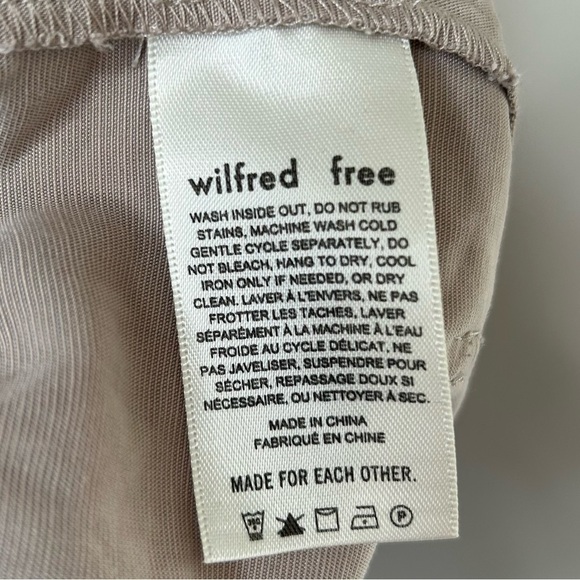 wilfred free
WASH INSIDE OUT, DO NOT RUB
STAINS, MACHINE WASH COLD
GENTLE CYCLE SEPARATELY, DO
NOT BLEACH, HANG TO DRY, COOL
IRON ONLY IF NEEDED, OR DRY
CLEAN. LAVER À L'ENVERS, NE PAS
FROTTER LES TACHES, LAVER
SÉPARÉMENT À LA MACHINE À L'EAU
FROIDE AU CYCLE DÉLICAT, NE
PAS JAVELISER, SUSPENDRE POUR
SÉCHER, REPASSAGE DOUX SI
NÉCESSAIRE, OU NETTOYER À SEC.
MADE IN CHINA
FABRIQUÉ EN CHINE
MADE FOR EACH OTHER.
P